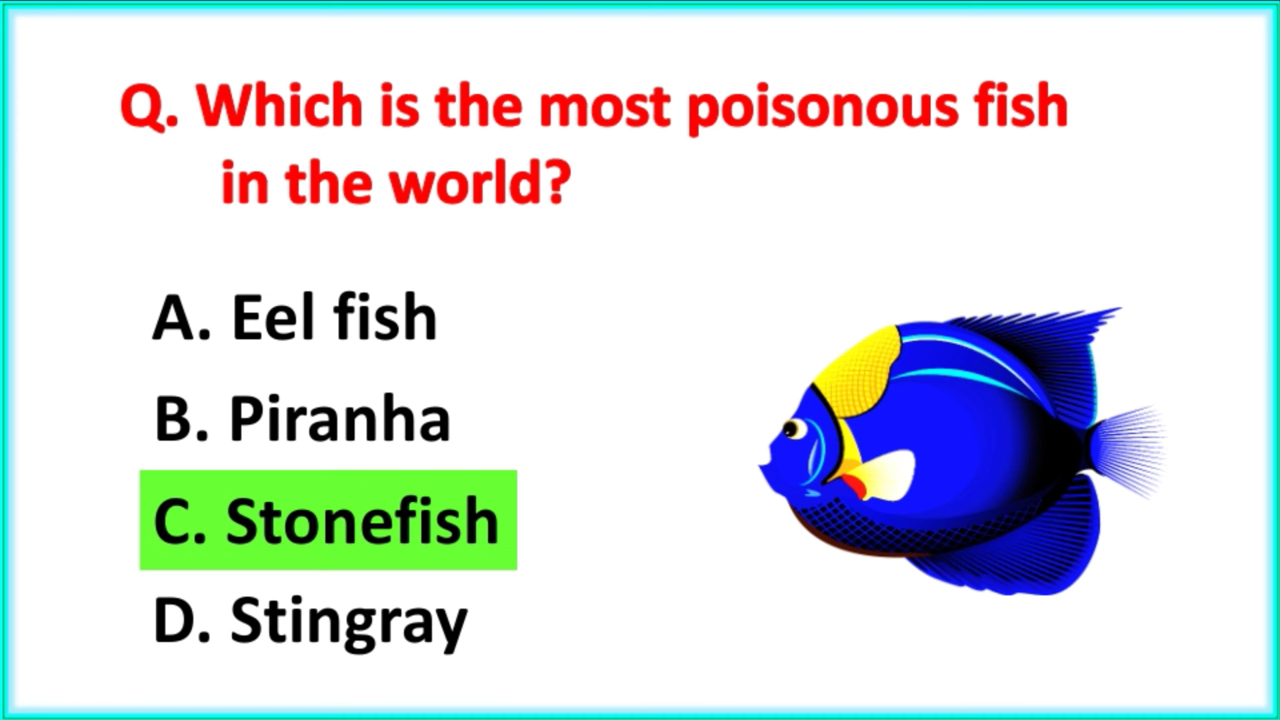 Q. Which is the most poisonous fish
in the world?
A. Eel fish
B. Piranha
C. Stonefish
D. Stingray